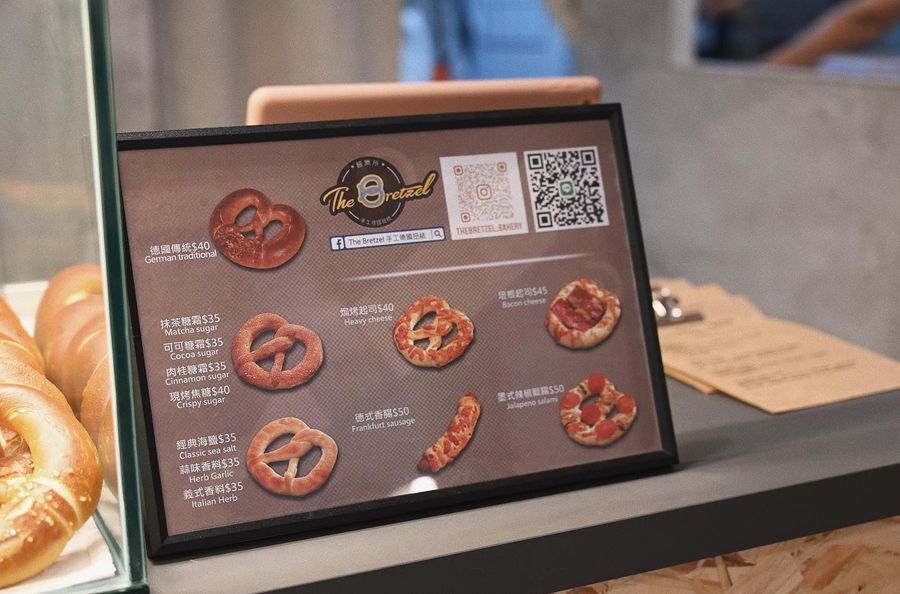 The Bretzel
手工德國扭結
The Bretzel 手工德國扭結
THEBRETZEL_BAKERY
德國傳統$40
German traditional
抹茶糖霜$35
Matcha sugar
可可糖霜$35
Cocoa sugar
肉桂糖霜$35
Cinnamon sugar
現烤焦糖$40
Crispy sugar
經典海鹽$35
Classic sea salt
蒜味香料$35
Herb Garlic
義式香料$35
Italian Herb
焗烤起司$40
Heavy cheese
德式香腸$50
Frankfurt sausage
培根起司$45
Bacon cheese
墨式辣椒臘腸$50
Jalapeno salami